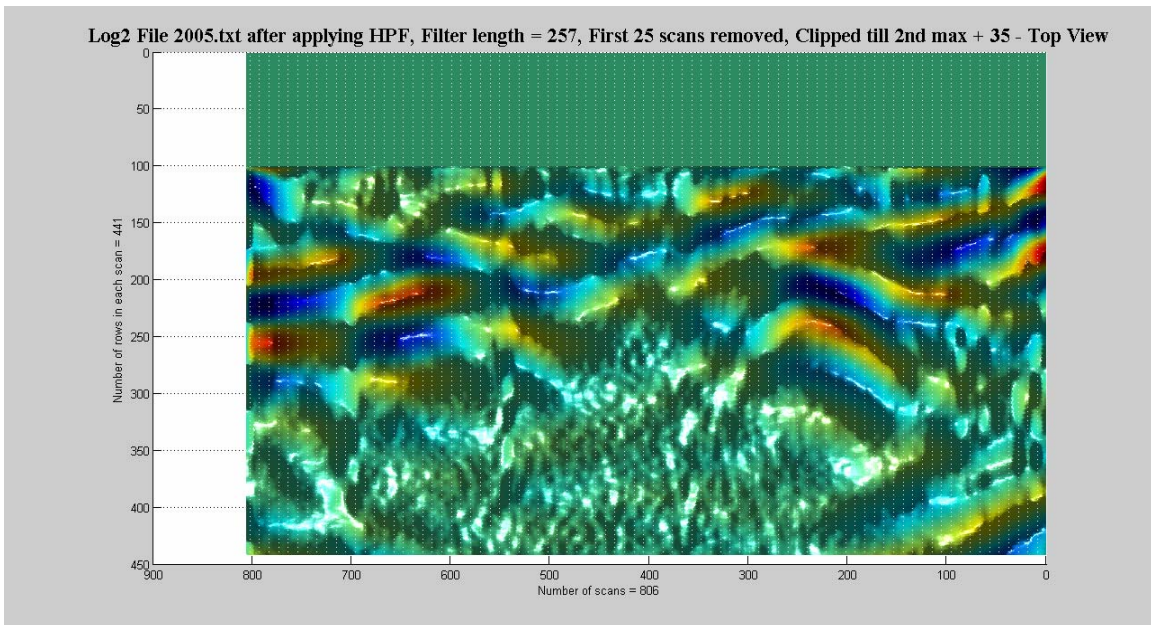 Log2 File 2005.txt after applying HPF, Filter length = 257, First 25 scans removed, Clipped till 2nd max + 35 - Top View
0
50
100
150
200
250
300
350
400
450
Number of rows in each scan = 441
900 800 700 600 500 400 300 200 100 0
Number of scans = 806